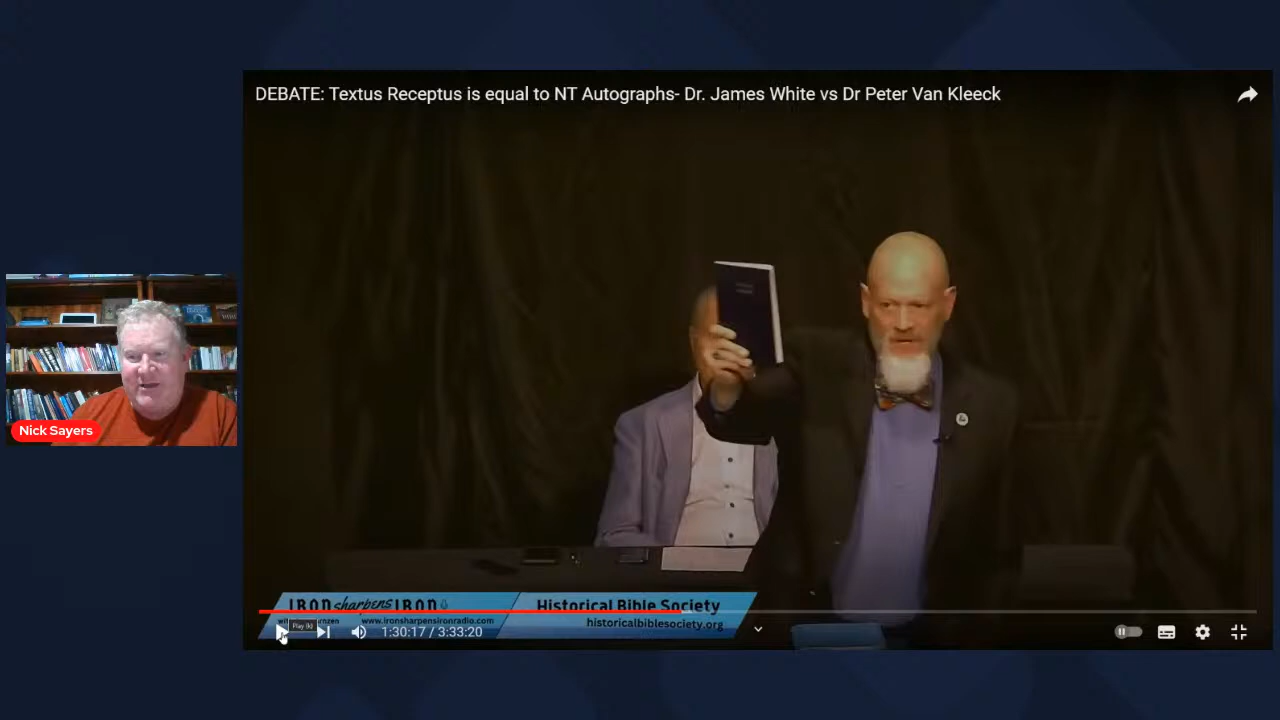 DEBATE: Textus Receptus is equal to NT Autographs- Dr. James White vs Dr Peter Van Kleeck
Nick Sayers
IRON sharpens IRON
Historical Bible Society
www.ironsharpensironradio.com
historicalbiblesociety.org
Play (k)
1:30:17 / 3:33:20